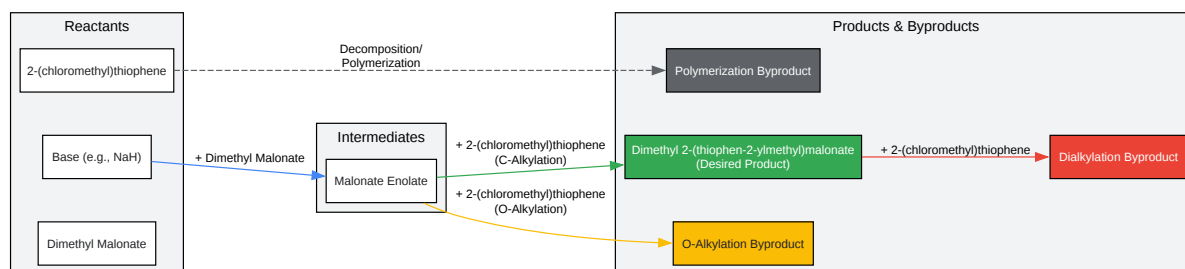 Reactants
Products & Byproducts
2-(chloromethyl)thiophene
Decomposition/
Polymerization
Polymerization Byproduct
Intermediates
Base (e.g., NaH)
+ Dimethyl Malonate
Malonate Enolate
+ 2-(chloromethyl)thiophene
(C-Alkylation)
Dimethyl 2-(thiophen-2-ylmethyl)malonate
(Desired Product)
+ 2-(chloromethyl)thiophene
Dialkylation Byproduct
+ 2-(chloromethyl)thiophene
(O-Alkylation)
Dimethyl Malonate
O-Alkylation Byproduct